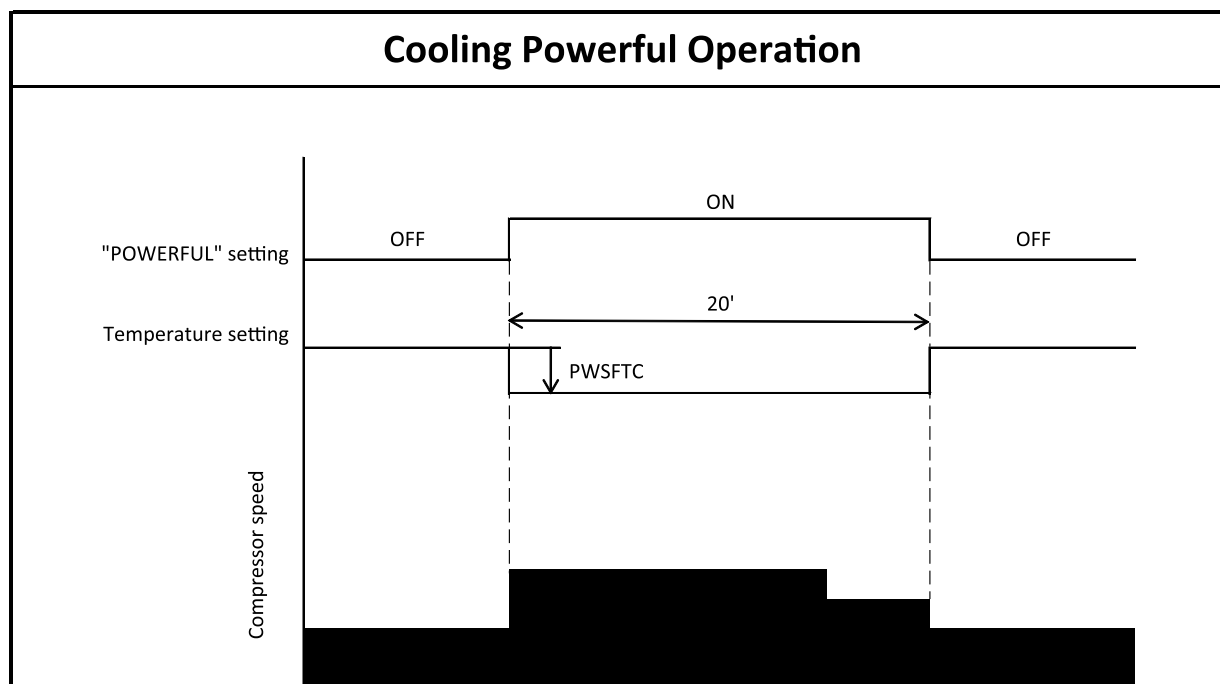 Cooling Powerful Operation
ON
OFF
OFF
"POWERFUL" setting
20'
Temperature setting
PWSFTC
Compressor speed